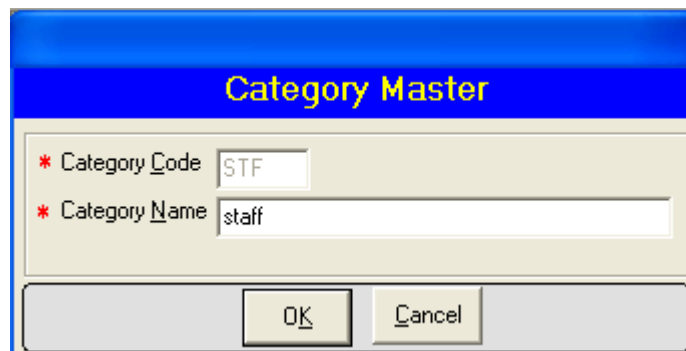 Category Master
* Category Code STF
* Category Name staff
OK Cancel